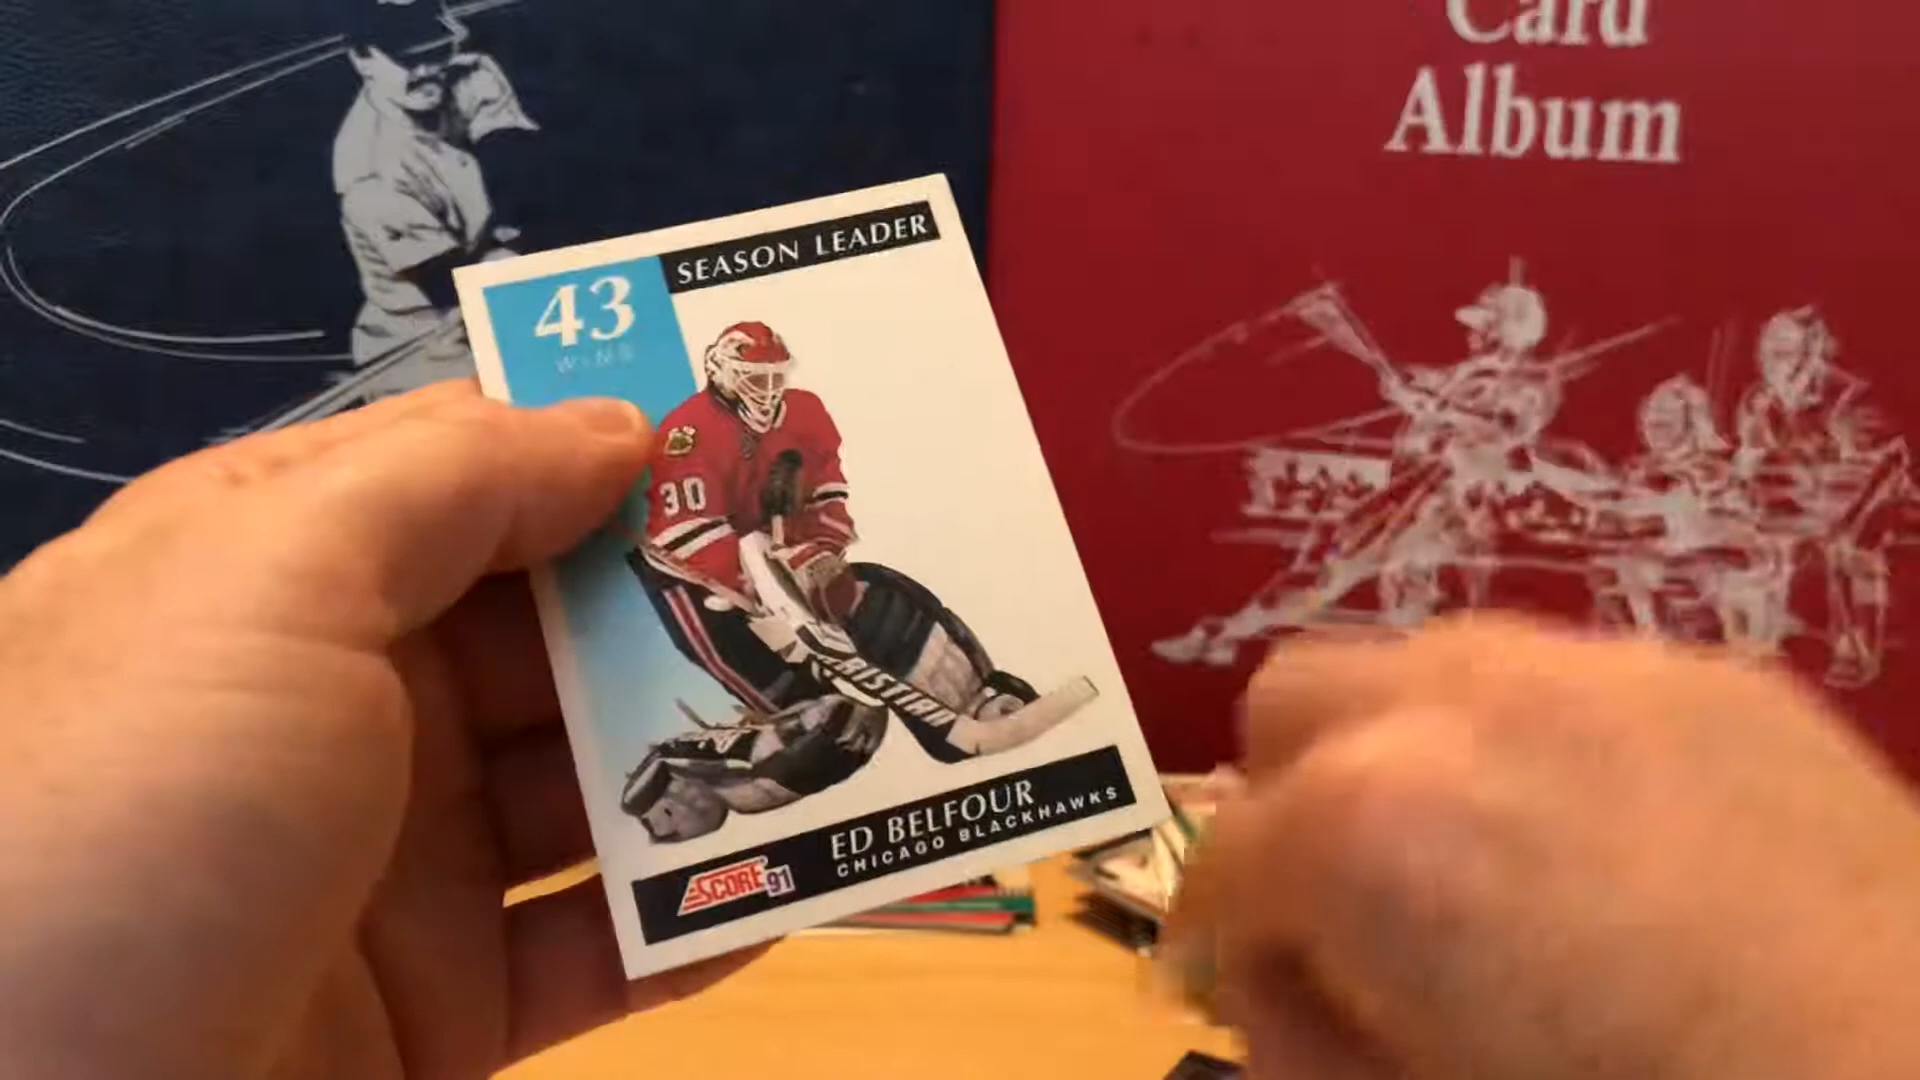 Card
Album
SEASON LEADER
43
WINS
30
CHRISTIAN
ED BELFOUR
CHICAGO BLACKHAWKS
SCORE 91